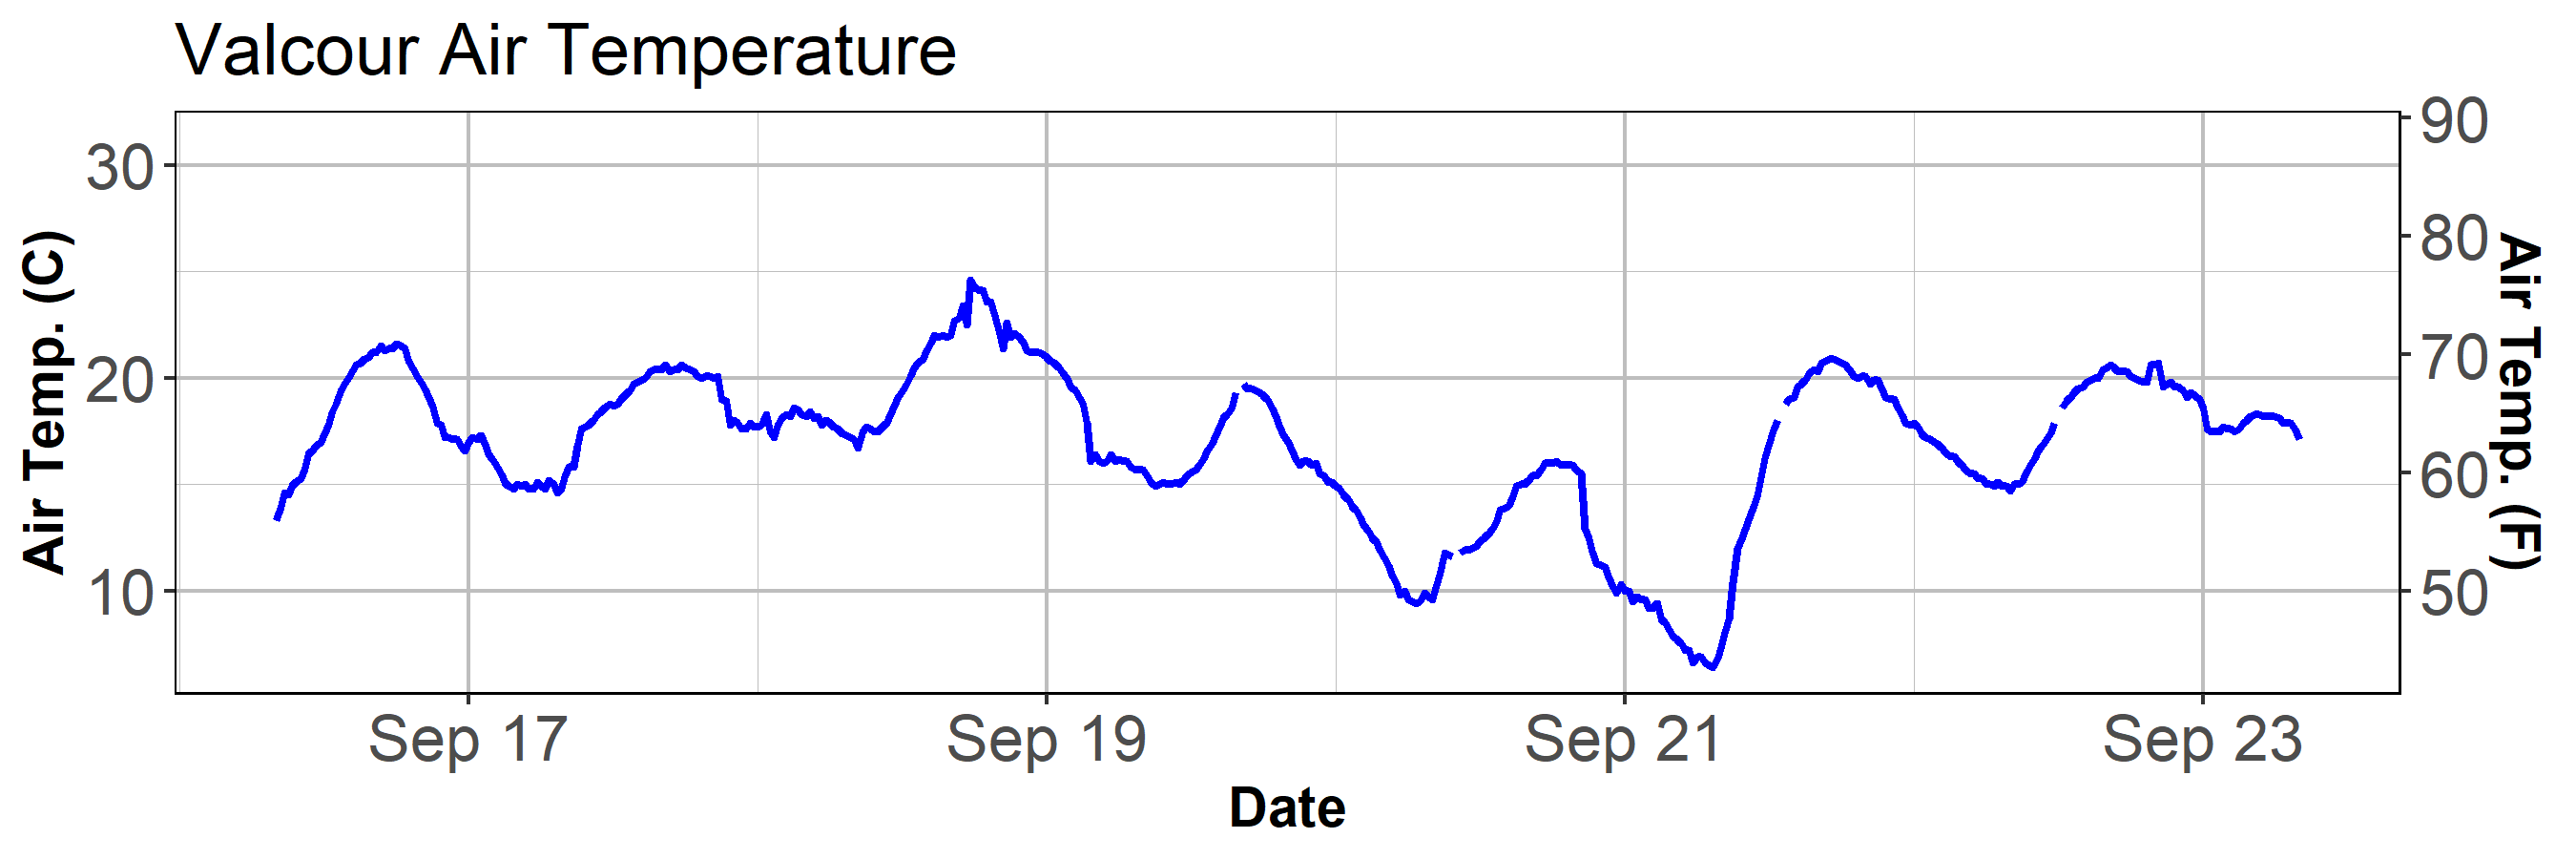 Valcour Air Temperature
Air Temp. (C)
30
20
10
90
80
70
60
50
Air Temp. (F)
Sep 17
Sep 19
Sep 21
Sep 23
Date